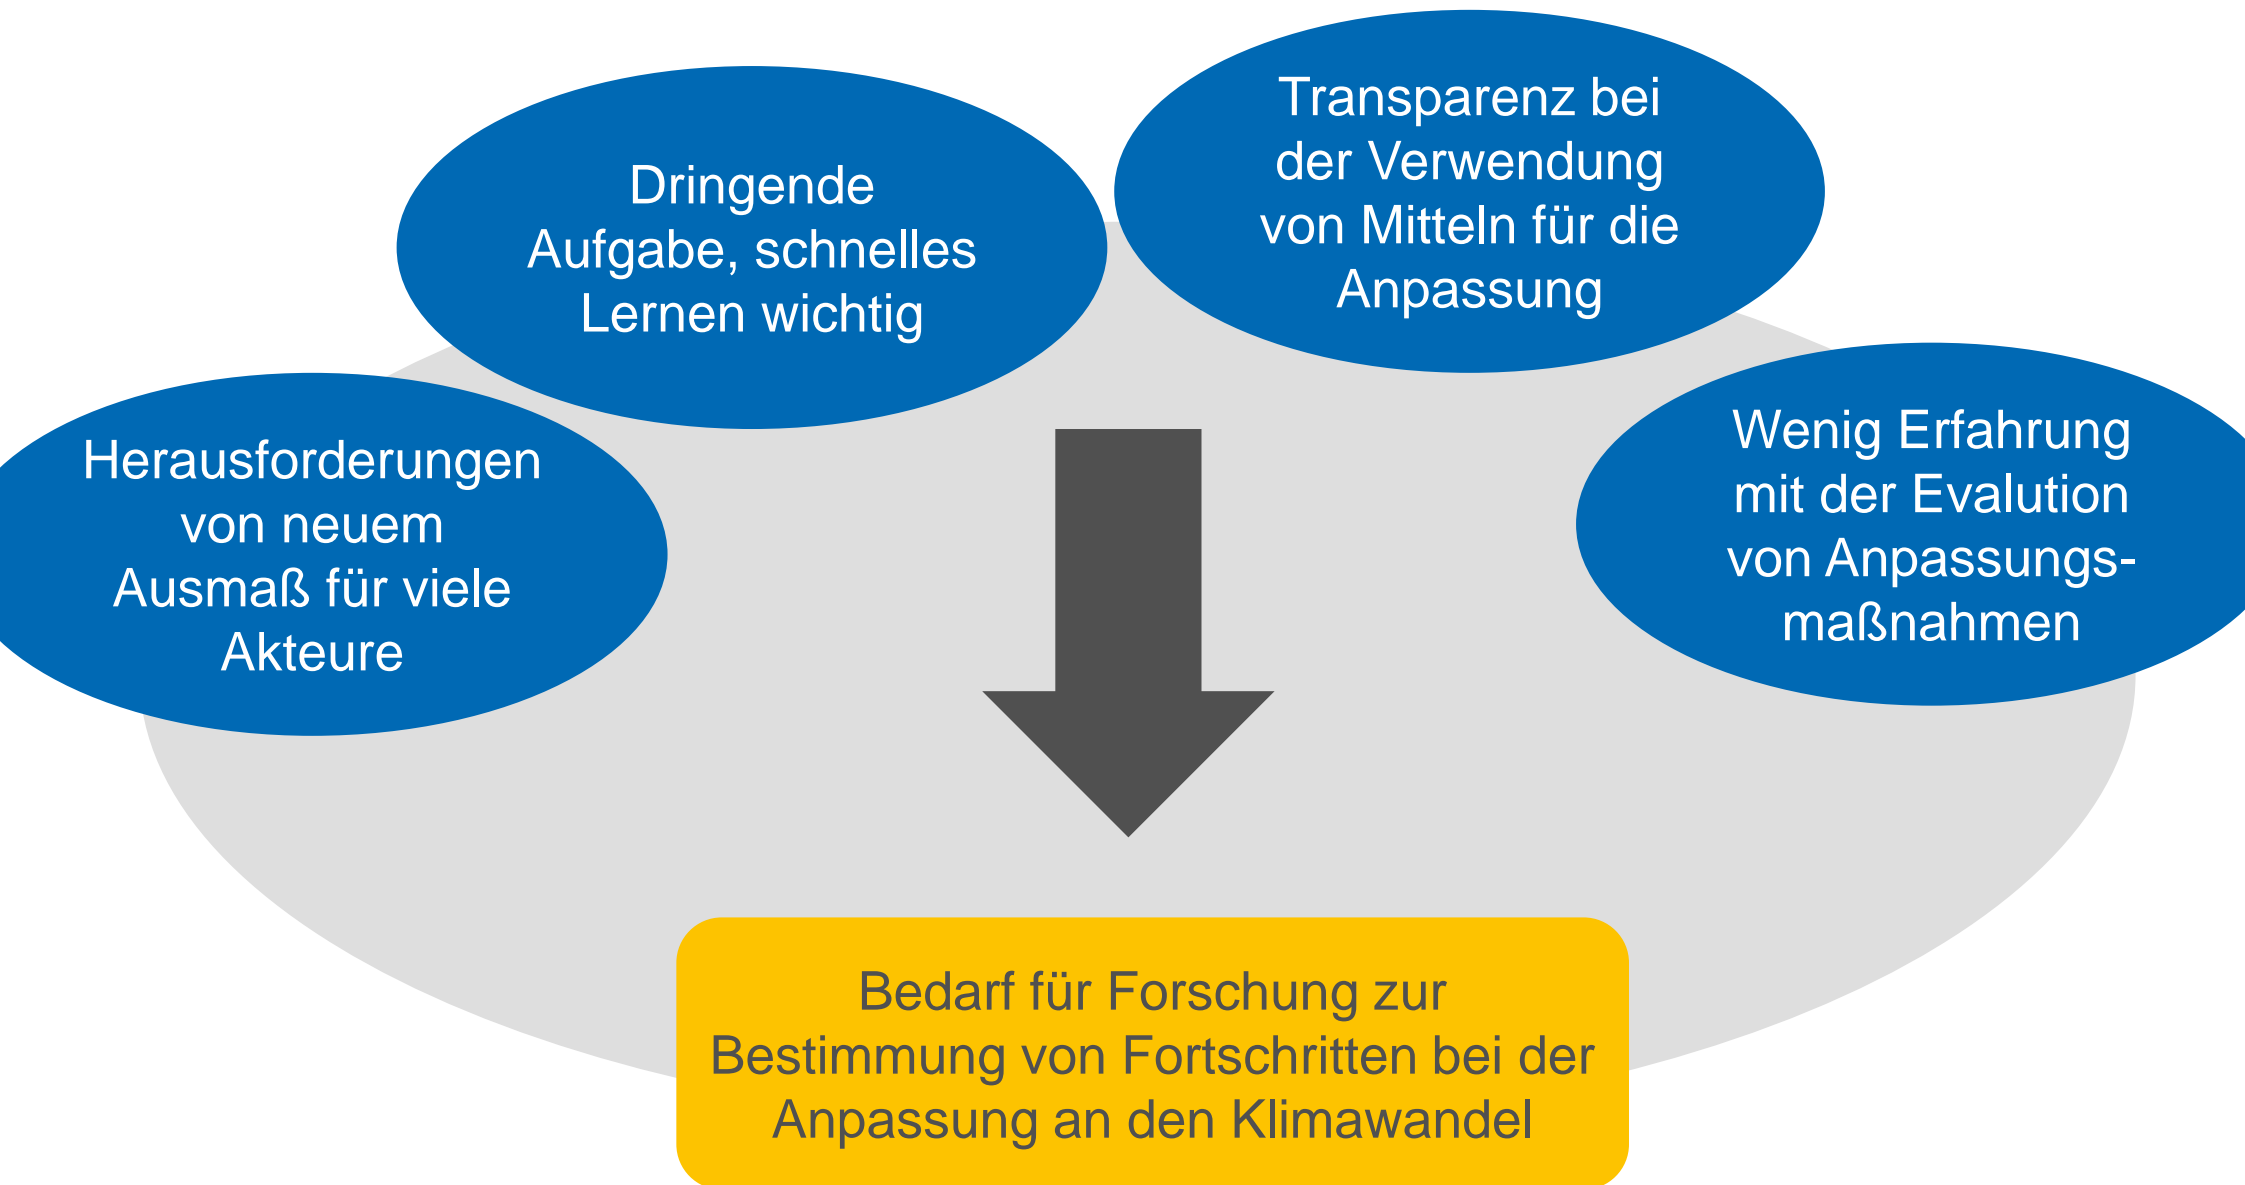 Herausforderungen
von neuem
Ausmaß für viele
Akteure
Dringende
Aufgabe, schnelles
Lernen wichtig
Transparenz bei
der Verwendung
von Mitteln für die
Anpassung
Wenig Erfahrung
mit der Evalution
von Anpassungs-
maßnahmen
Bedarf für Forschung zur
Bestimmung von Fortschritten bei der
Anpassung an den Klimawandel